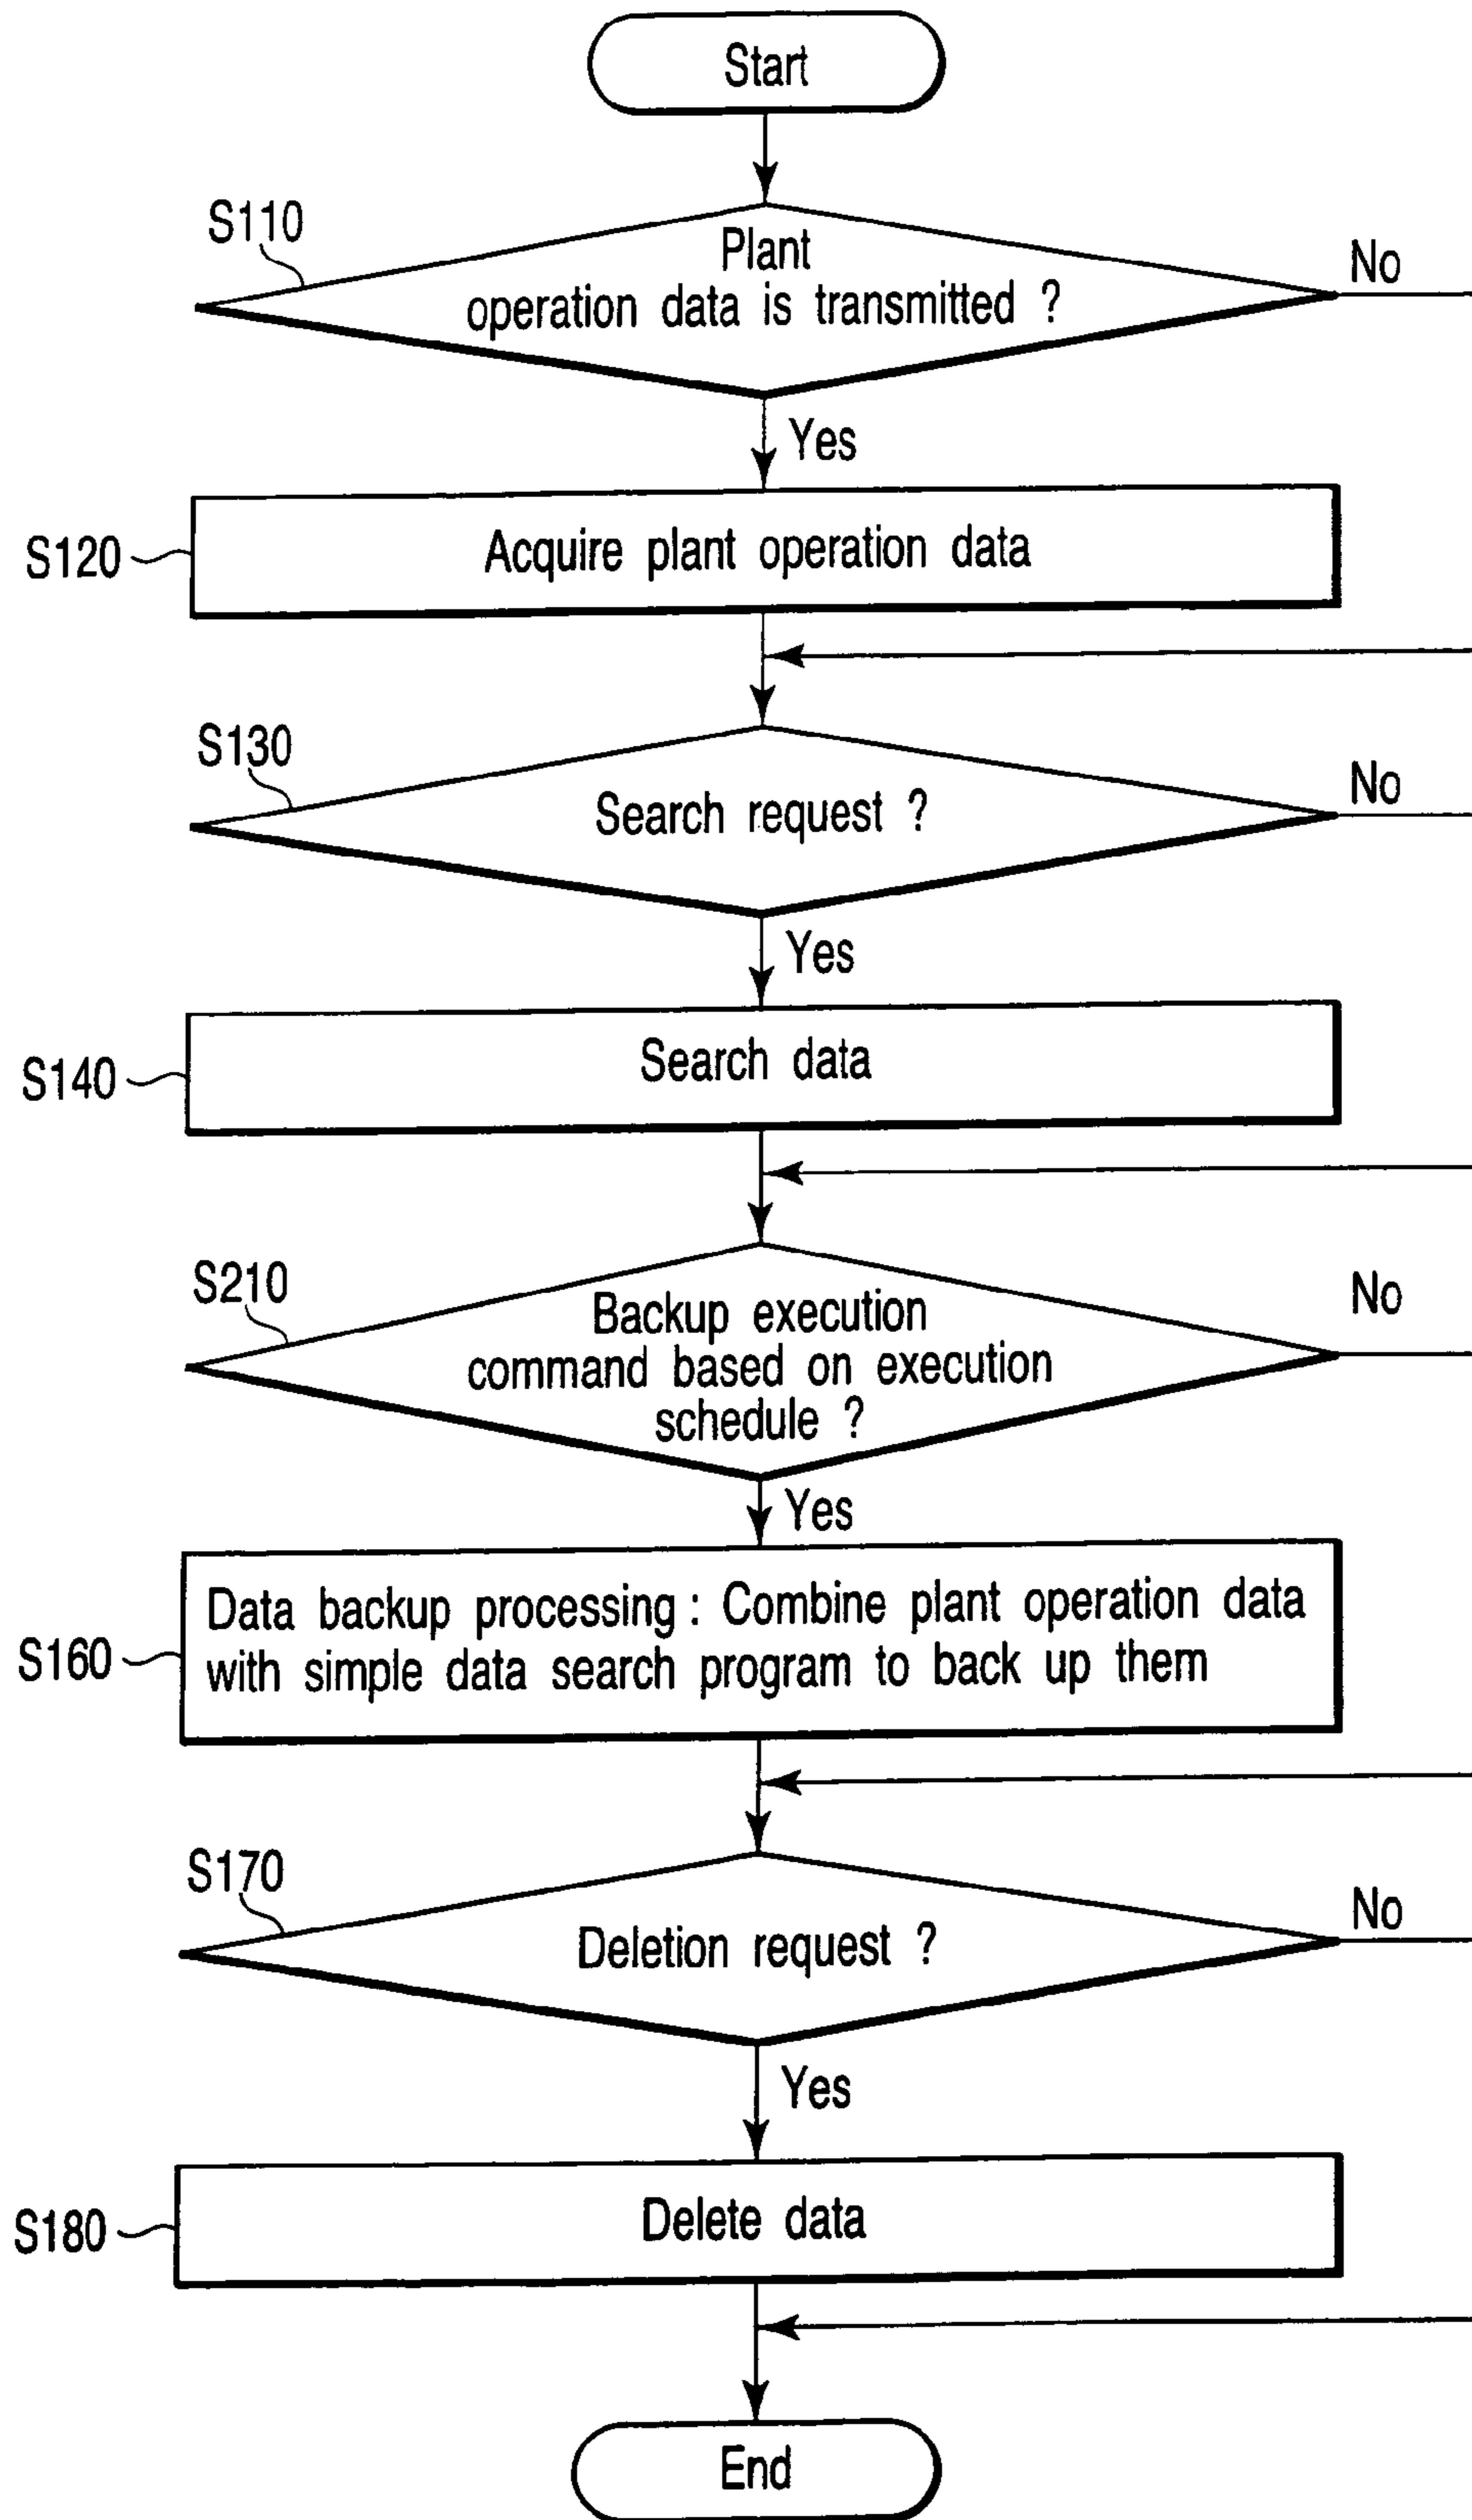 Start
S110
Plant
operation data is transmitted ?
No
Yes
S120
Acquire plant operation data
S130
Search request ?
No
Yes
S140
Search data
S210
Backup execution
command based on execution
schedule ?
No
Yes
S160
Data backup processing : Combine plant operation data
with simple data search program to back up them
S170
Deletion request ?
No
Yes
S180
Delete data
End